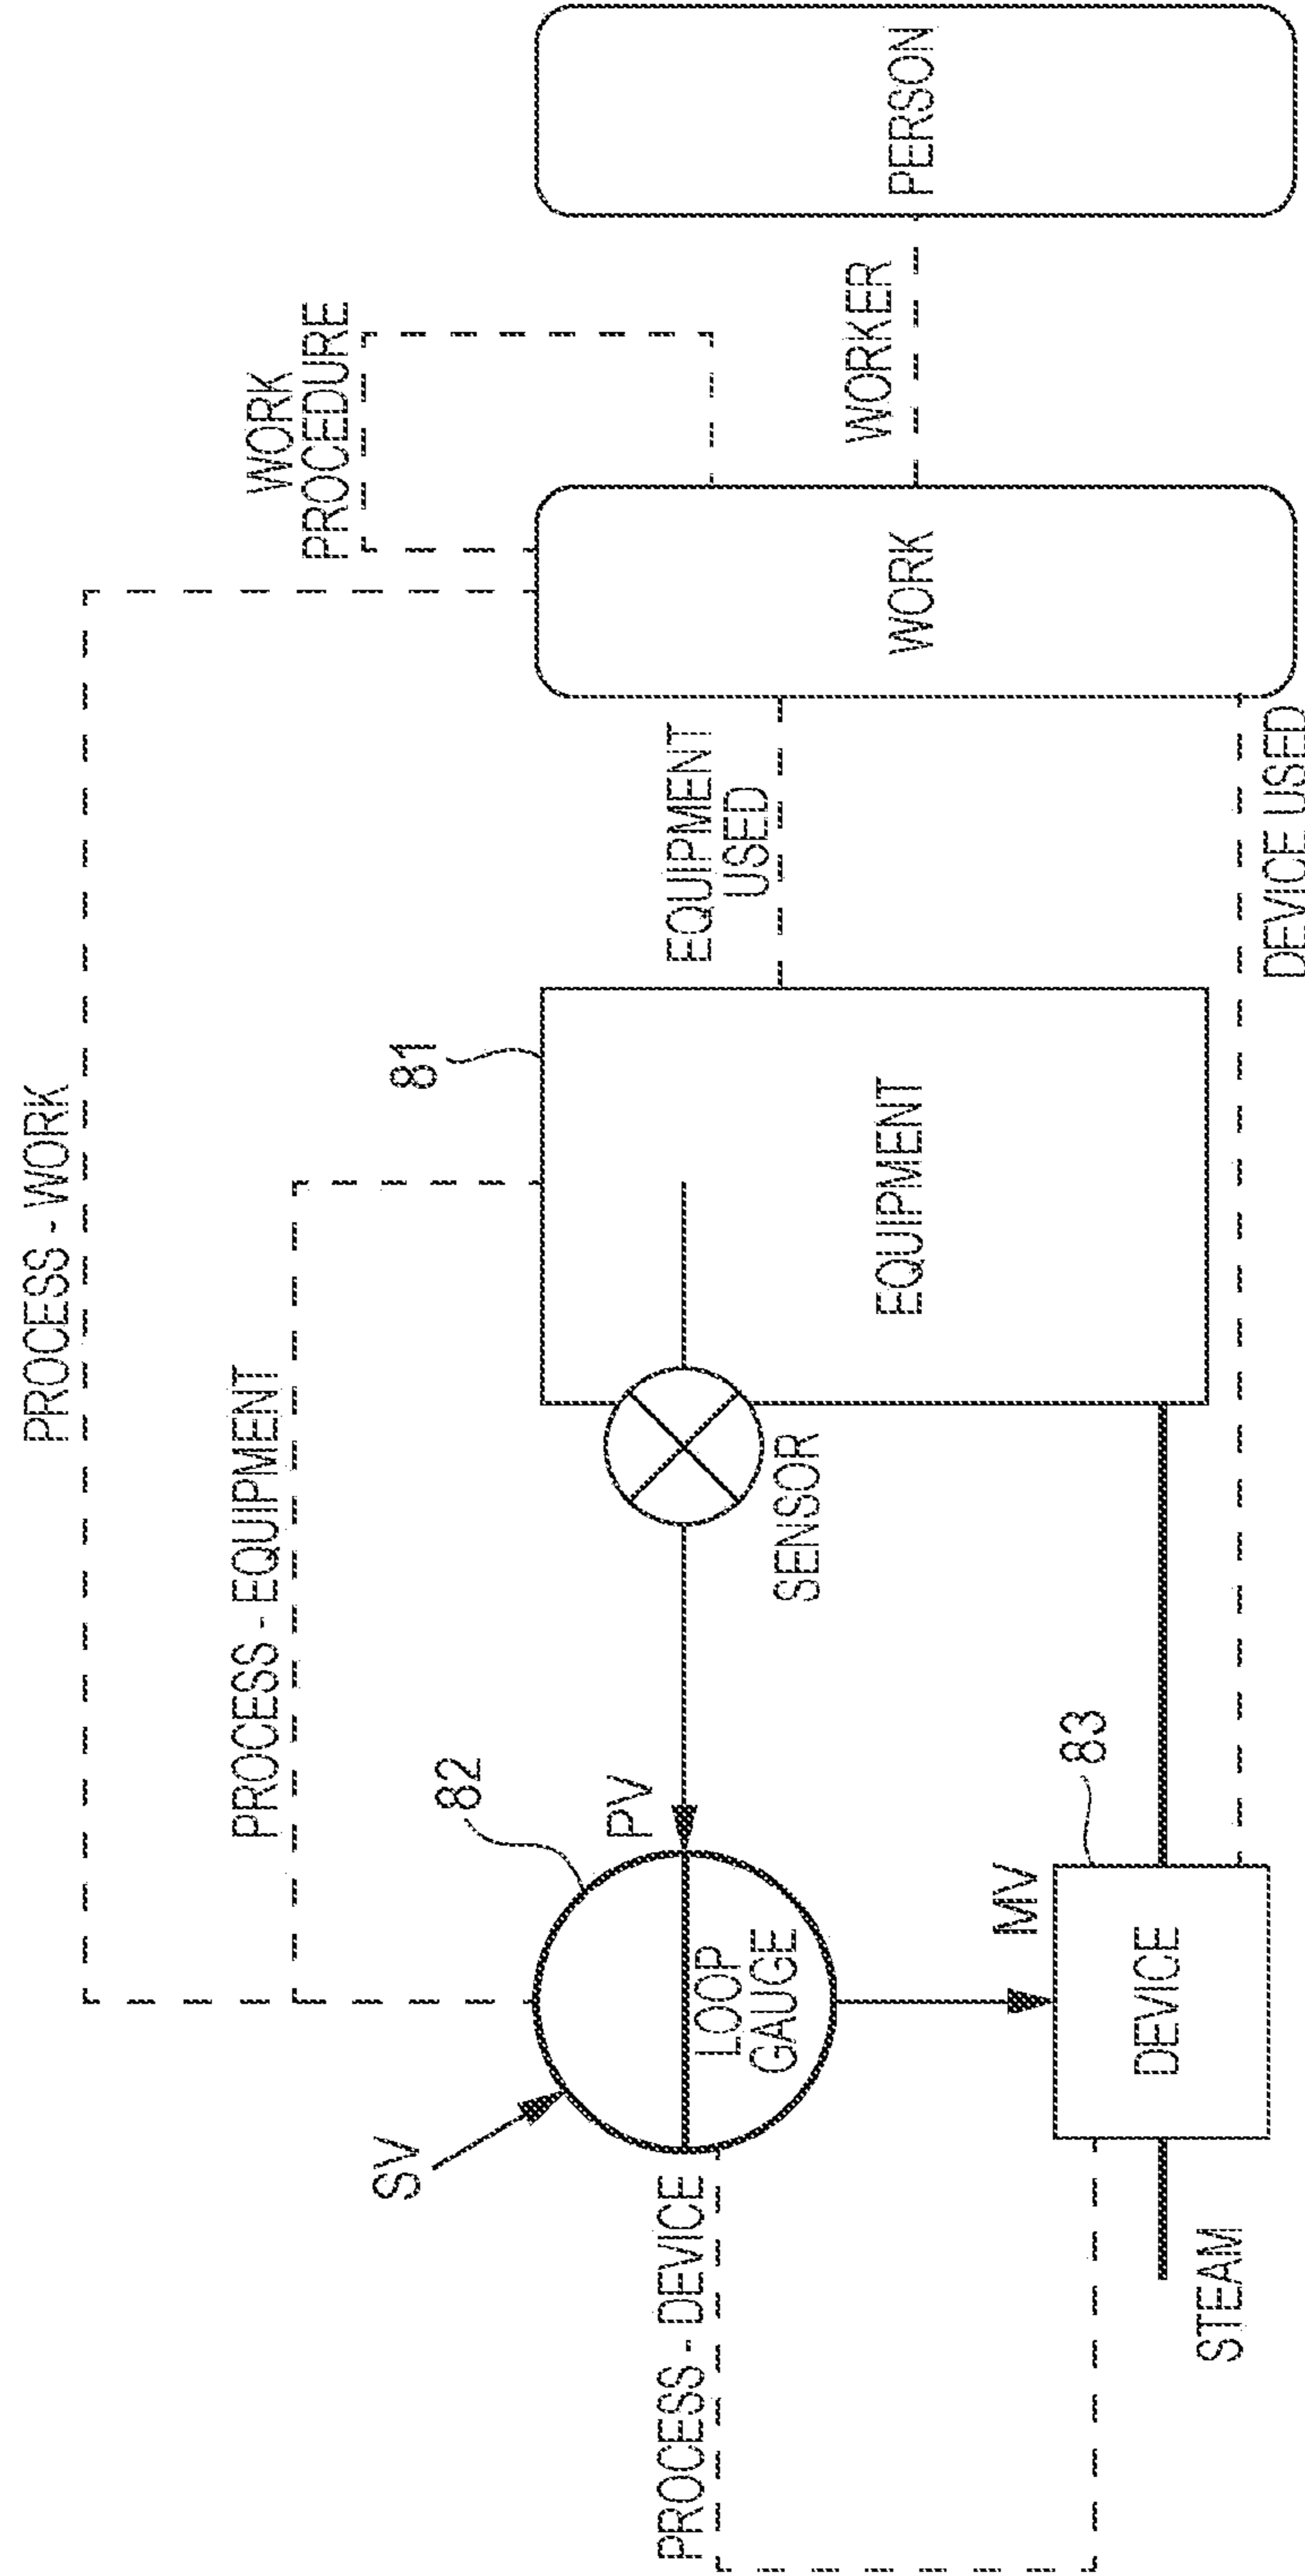 PROCESS - WORK
PROCESS - EQUIPMENT
WORK
PROCEDURE
82
81
SV
PV
EQUIPMENT
USED
WORKER
PROCESS - DEVICE
LOOP
GAUGE
SENSOR
EQUIPMENT
WORK
PERSON
MV
83
DEVICE
STEAM
DEVICE USED